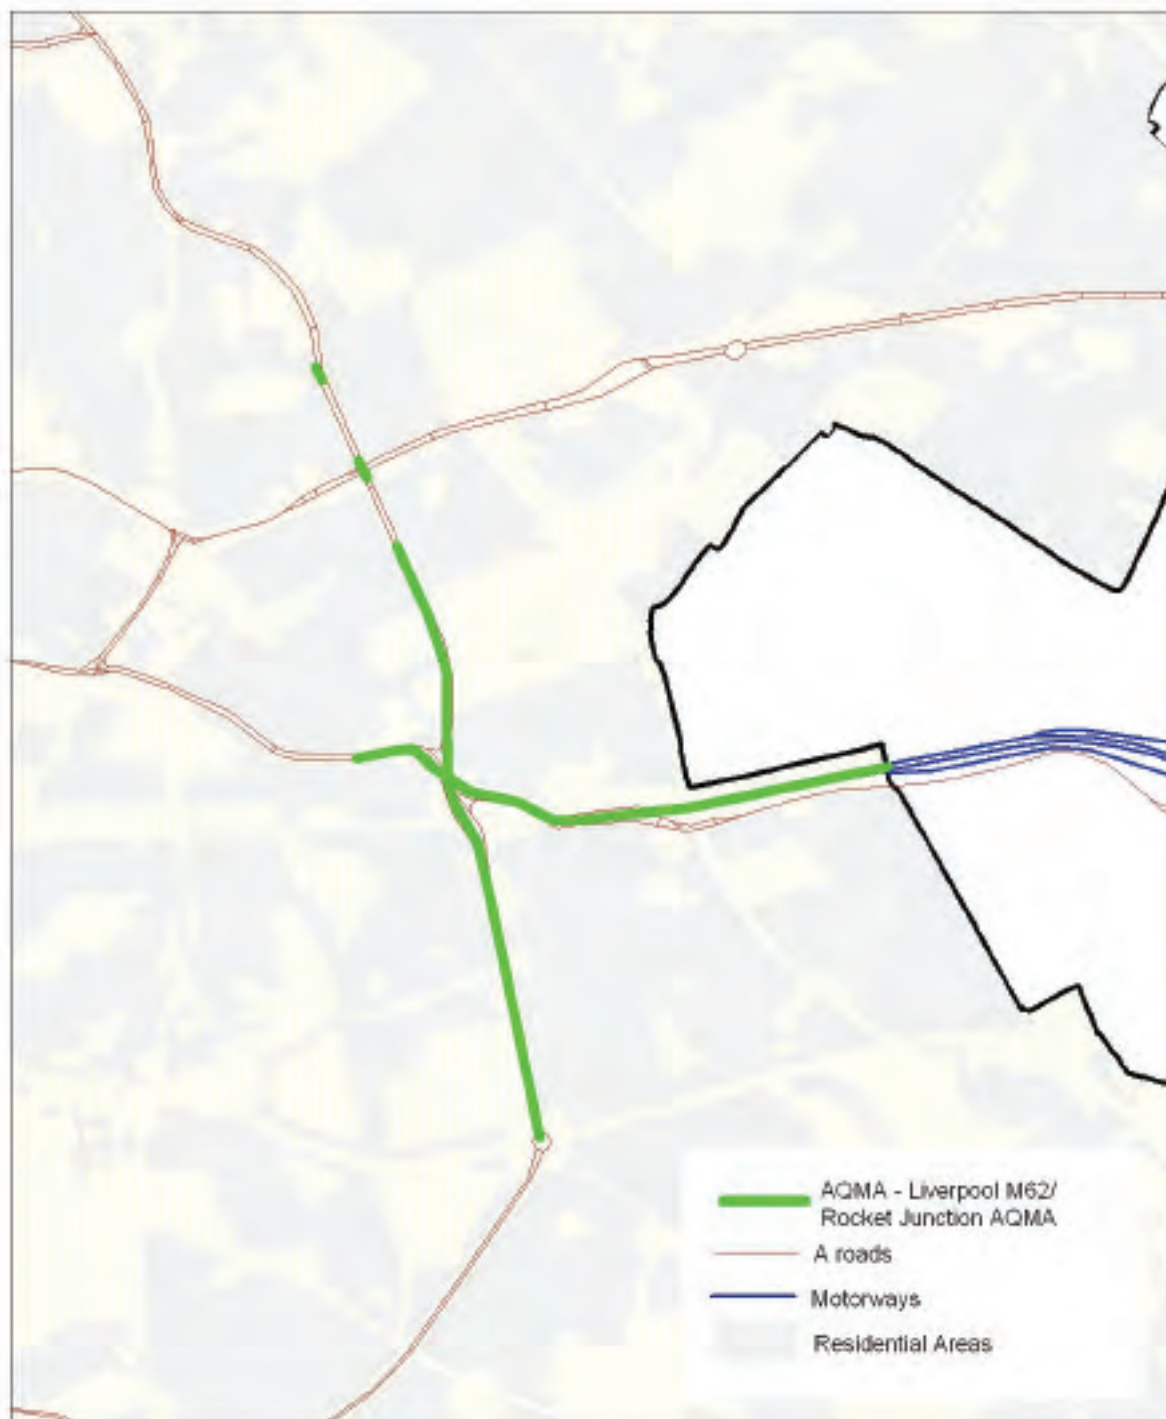 AQMA - Liverpool M62/
Rocket Junction AQMA
A roads
Motorways
Residential Areas